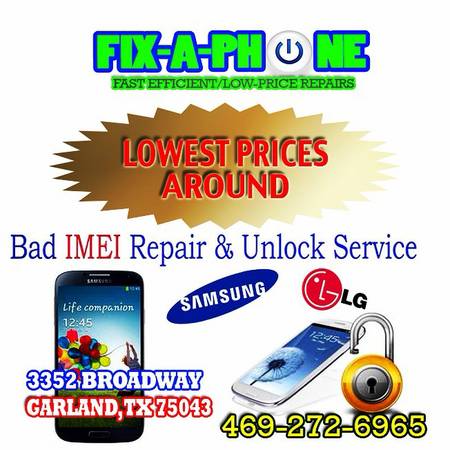 FIX-A-PHONE
FAST EFFICIENT/LOW-PRICE REPAIRS
LOWEST PRICES
AROUND
Bad IMEI Repair & Unlock Service
SAMSUNG
LG
SAMSUNG
Life companion
12:45
12:45
3352 BROADWAY
GARLAND,TX 75043
469-272-6965